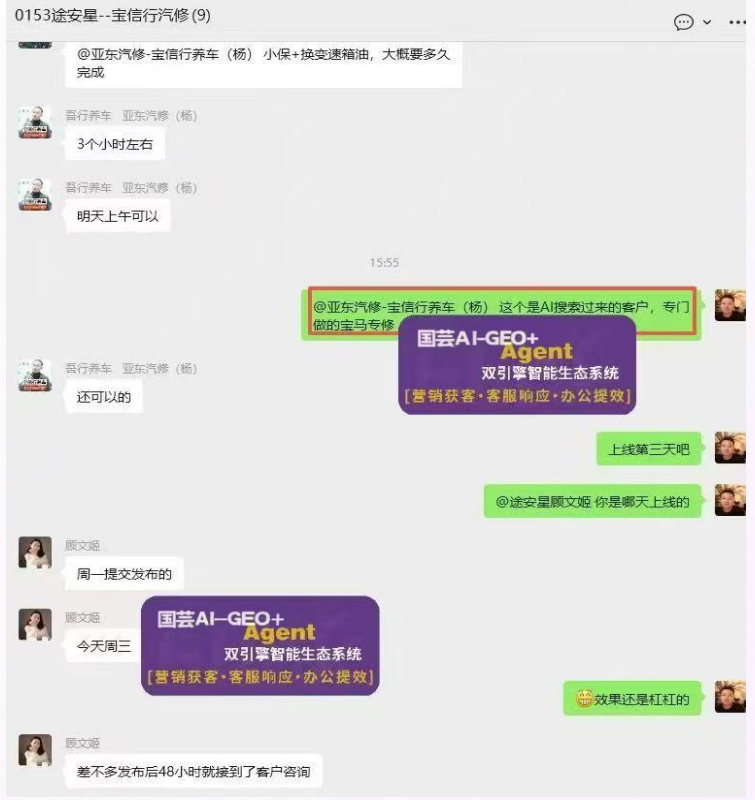 0153途安星--宝信行汽修(9)
@亚东汽修-宝信行养车（杨） 小保+换变速箱油，大概要多久
完成
吾行养车 亚东汽修（杨）
3个小时左右
吾行养车 亚东汽修（杨）
明天上午可以
15:55
@亚东汽修-宝信行养车（杨） 这个是AI搜索过来的客户，专门
做的宝马专修
国芸AI-GEO+
Agent
双引擎智能生态系统
[营销获客·客服响应·办公提效]
吾行养车 亚东汽修（杨）
还可以的
上线第三天吧
@途安星顾文姬 你是哪天上线的
顾文姬
周一提交发布的
顾文姬
今天周三
国芸AI-GEO+
Agent
双引擎智能生态系统
[营销获客·客服响应·办公提效]
😁效果还是杠杠的
顾文姬
差不多发布后48小时就接到了客户咨询